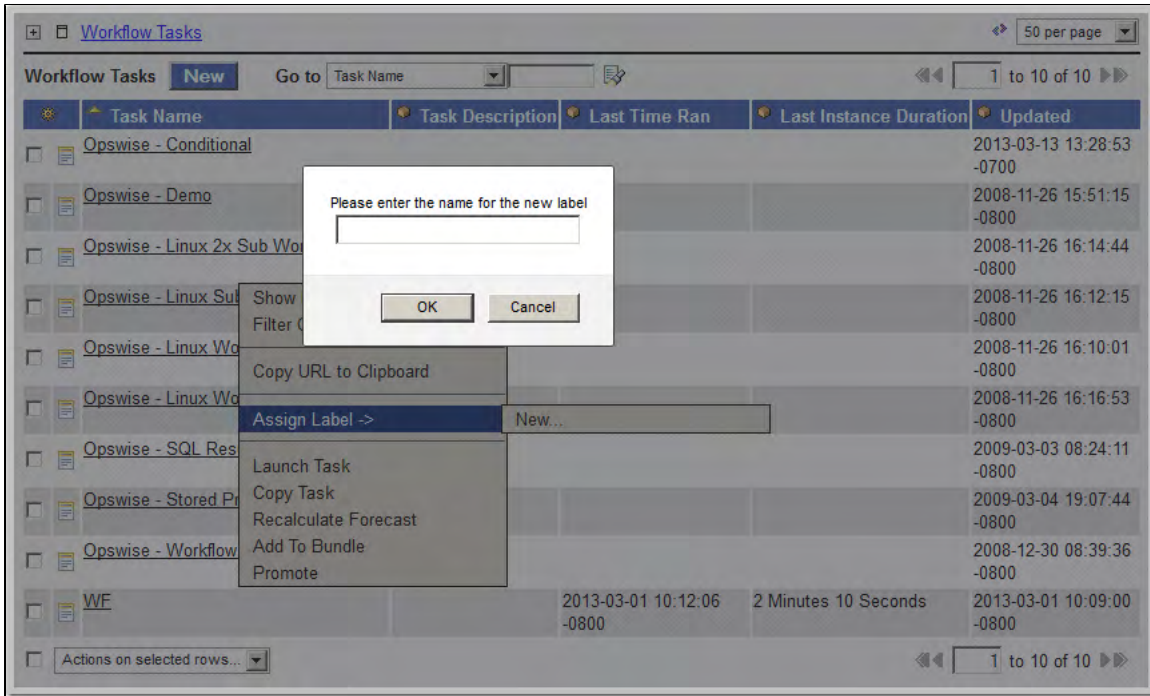 Workflow Tasks
50 per page
Workflow Tasks New Go to Task Name 1 to 10 of 10
Task Name Task Description Last Time Ran Last Instance Duration Updated
Opswise - Conditional 2013-03-13 13:28:53
-0700
Opswise - Demo 2008-11-26 15:51:15
-0800
Opswise - Linux 2x Sub 2008-11-26 16:14:44
-0800
Opswise - Linux 2008-11-26 16:12:15
-0800
Opswise - Linux 2008-11-26 16:10:01
-0800
Opswise - Linux 2008-11-26 16:16:53
-0800
Opswise - SQL 2009-03-03 08:24:11
-0800
Opswise - Stored 2009-03-04 19:07:44
-0800
Opswise - Workflow 2008-12-30 08:39:36
-0800
WF 2013-03-01 10:12:06 2 Minutes 10 Seconds 2013-03-01 10:09:00
-0800 -0800
Actions on selected rows... 1 to 10 of 10
Please enter the name for the new label
OK Cancel
Show
Filter
Copy URL to Clipboard
Assign Label -> New...
Launch Task
Copy Task
Recalculate Forecast
Add To Bundle
Promote